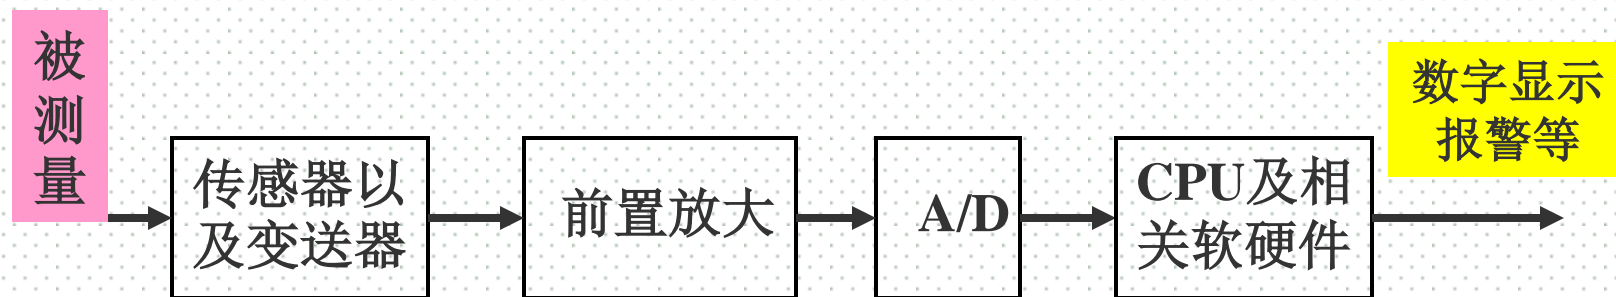 被
测
量
传感器以
及变送器
前置放大
A/D
CPU及相
关软硬件
数字显示
报警等